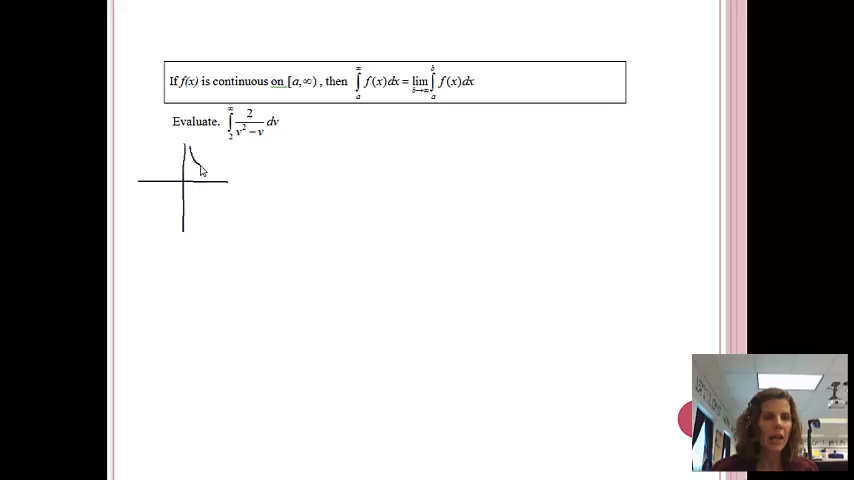 If f(x) is continuous on [a, ∞), then ∫_a^∞ f(x)dx = lim_{b→∞} ∫_a^b f(x)dx
Evaluate. ∫_2^∞ 2/(v² − v) dv